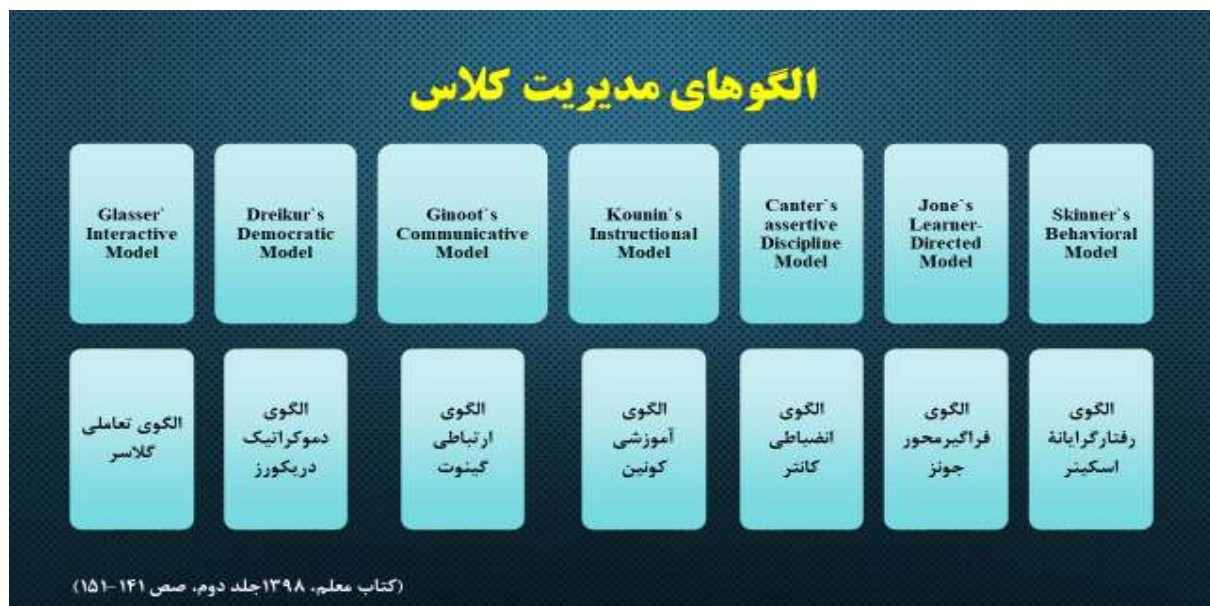 الگوهای مدیریت کلاس
Skinner`s
Behavioral
Model
Jone`s
Learner-
Directed
Model
Canter`s
assertive
Discipline
Model
Kounin`s
Instructional
Model
Ginoot`s
Communicative
Model
Dreikur`s
Democratic
Model
Glasser`
Interactive
Model
الگوی
رفتارگرایانهٔ
اسکینر
الگوی
فراگیرمحور
جونز
الگوی
انضباطی
کانتر
الگوی
آموزشی
کونین
الگوی
ارتباطی
گینوت
الگوی
دموکراتیک
دریکورز
الگوی تعاملی
گلاسر
(کتاب معلم، ۱۳۹۸جلد دوم، صص ۱۴۱-۱۵۱)